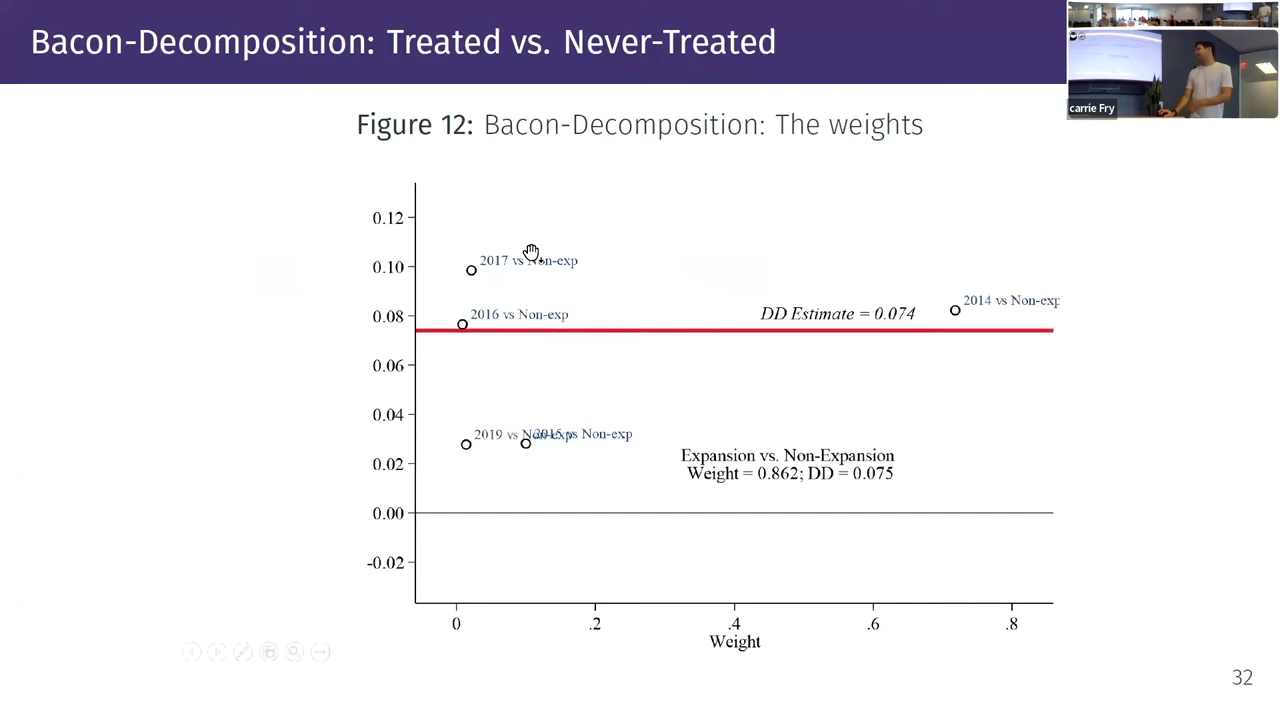 Bacon-Decomposition: Treated vs. Never-Treated
carrie Fry
Figure 12: Bacon-Decomposition: The weights
0.12
0.10
0.08
0.06
0.04
0.02
0.00
-0.02
2017 vs Non-exp
2016 vs Non-exp
2014 vs Non-exp
DD Estimate = 0.074
2019 vs Non-exp
2015 vs Non-exp
Expansion vs. Non-Expansion
Weight = 0.862; DD = 0.075
0 .2 .4 .6 .8
Weight
32